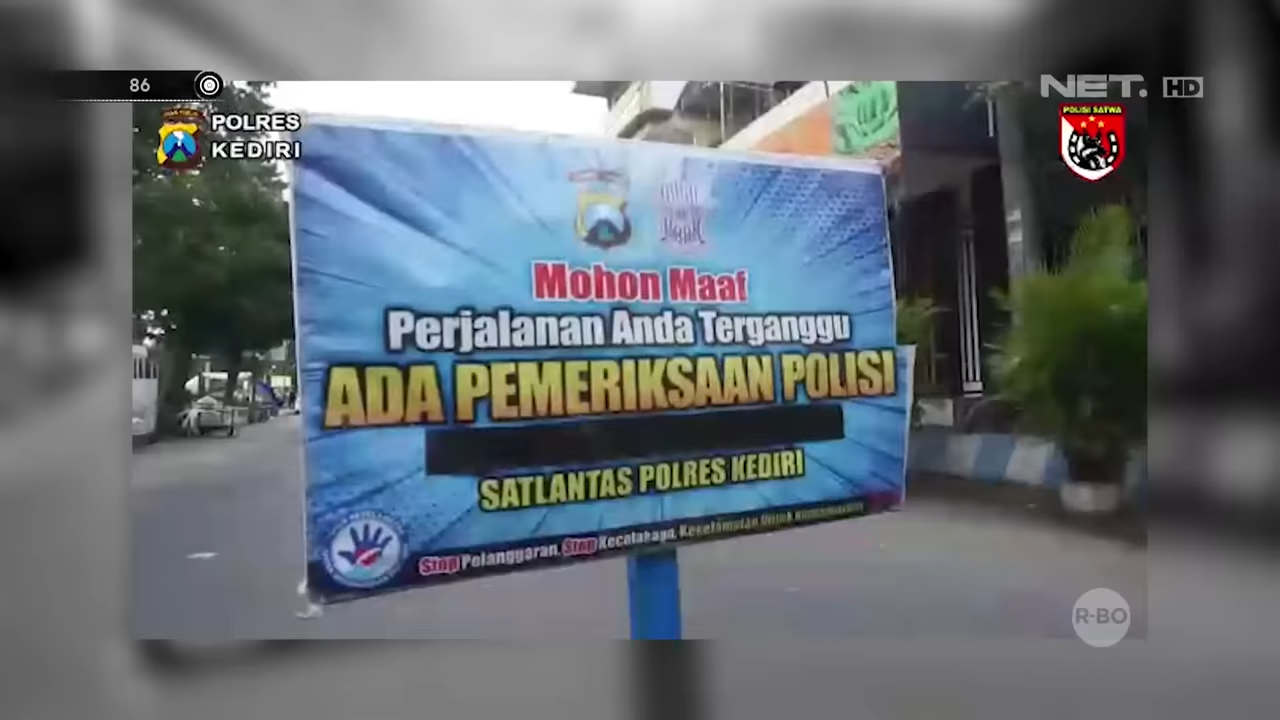 86
NET. HD
POLRES
KEDIRI
POLISI SATWA
Mohon Maaf
Perjalanan Anda Terganggu
ADA PEMERIKSAAN POLISI
SATLANTAS POLRES KEDIRI
Stop Pelanggaran, Stop Kecelakaan, Keselamatan Untuk Kemanusiaan
R-BO